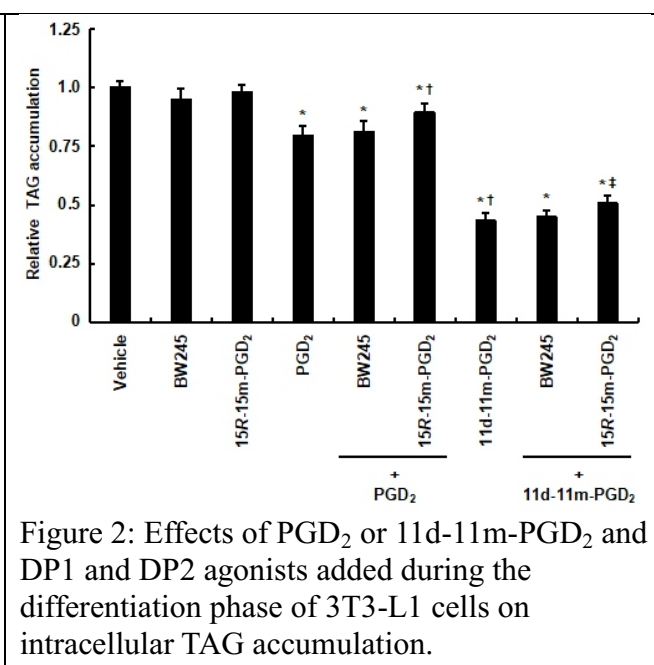 1.25
1.0
0.75
0.5
0.25
0
Relative TAG accumulation
*
*
*†
*†
*
*‡
Vehicle
BW245
15R-15m-PGD₂
PGD₂
BW245
15R-15m-PGD₂
11d-11m-PGD₂
BW245
15R-15m-PGD₂
+
PGD₂
+
11d-11m-PGD₂
Figure 2: Effects of PGD₂ or 11d-11m-PGD₂ and
DP1 and DP2 agonists added during the
differentiation phase of 3T3-L1 cells on
intracellular TAG accumulation.